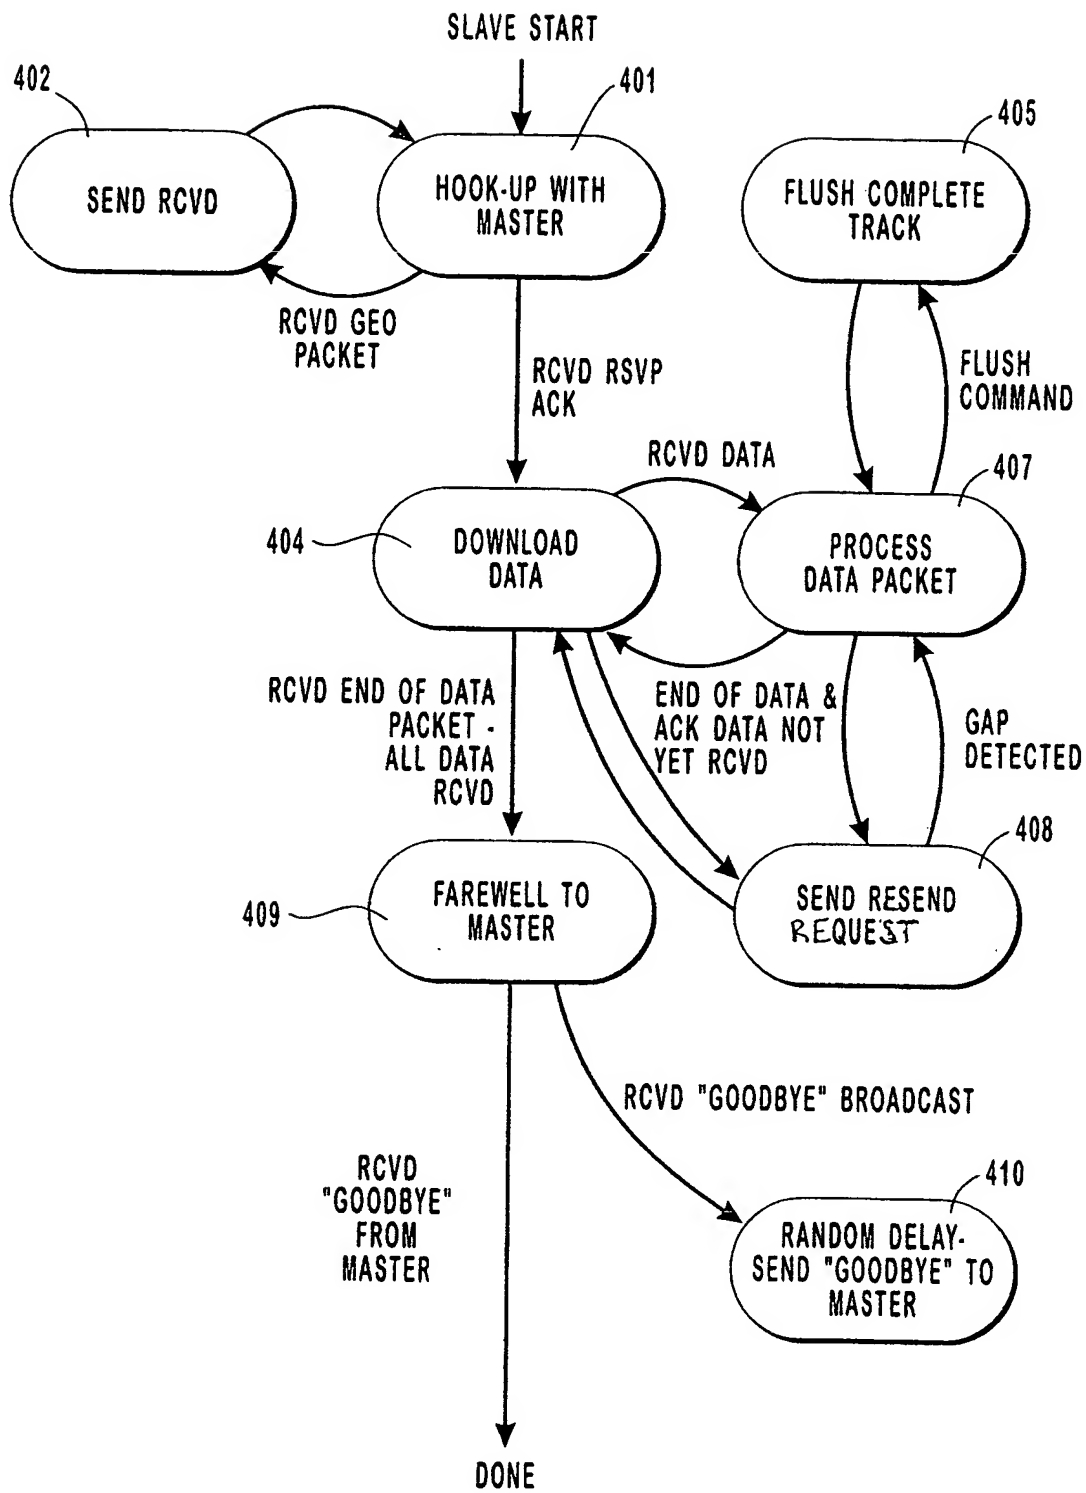 SLAVE START
402
401
405
SEND RCVD
HOOK-UP WITH
MASTER
FLUSH COMPLETE
TRACK
RCVD GEO
PACKET
RCVD RSVP
ACK
FLUSH
COMMAND
RCVD DATA
407
404
DOWNLOAD
DATA
PROCESS
DATA PACKET
RCVD END OF DATA
PACKET -
ALL DATA
RCVD
END OF DATA &
ACK DATA NOT
YET RCVD
GAP
DETECTED
408
409
FAREWELL TO
MASTER
SEND RESEND
REQUEST
RCVD "GOODBYE" BROADCAST
RCVD
"GOODBYE"
FROM
MASTER
410
RANDOM DELAY-
SEND "GOODBYE" TO
MASTER
DONE